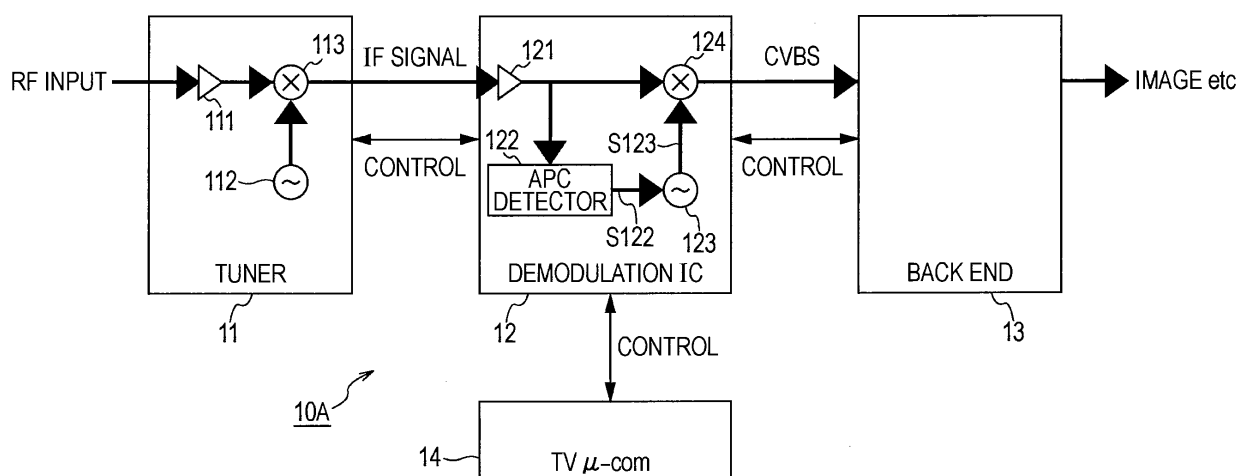 113
124
121
IF SIGNAL
CVBS
RF INPUT
IMAGE etc
111
S123
122
CONTROL
CONTROL
112
APC
DETECTOR
S122
123
TUNER
DEMODULATION IC
BACK END
11
12
13
CONTROL
10A
14
TV μ-com